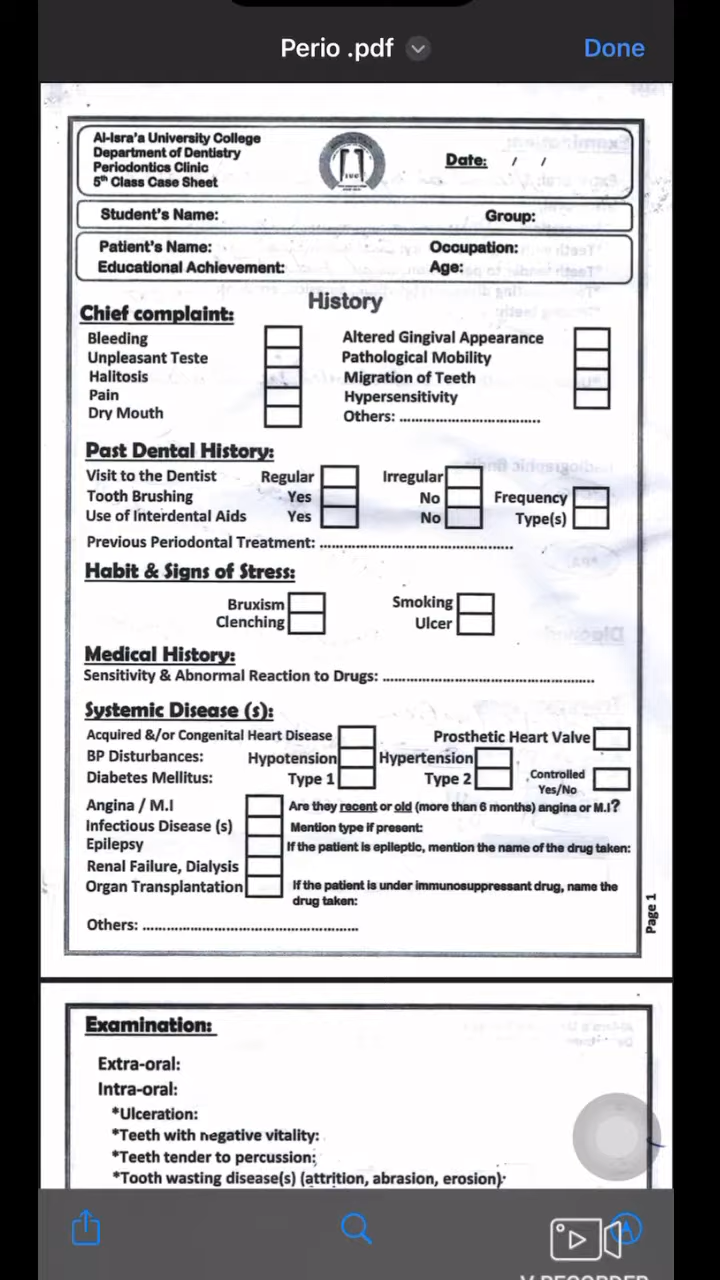 Perio .pdf
Done
Al-Isra'a University College
Department of Dentistry
Periodontics Clinic
5th Class Case Sheet
IUC
Date: / /
Student's Name: Group:
Patient's Name: Occupation:
Educational Achievement: Age:
History
Chief complaint:
Bleeding Altered Gingival Appearance
Unpleasant Teste Pathological Mobility
Halitosis Migration of Teeth
Pain Hypersensitivity
Dry Mouth Others: ........................................
Past Dental History:
Visit to the Dentist Regular Irregular
Tooth Brushing Yes No Frequency
Use of Interdental Aids Yes No Type(s)
Previous Periodontal Treatment: ........................................
Habit & Signs of Stress:
Bruxism Smoking
Clenching Ulcer
Medical History:
Sensitivity & Abnormal Reaction to Drugs: ........................................
Systemic Disease (s):
Acquired &/or Congenital Heart Disease Prosthetic Heart Valve
BP Disturbances: Hypotension Hypertension
Diabetes Mellitus: Type 1 Type 2 Controlled Yes/No
Angina / M.I Are they recent or old (more than 6 months) angina or M.I?
Infectious Disease (s) Mention type if present:
Epilepsy If the patient is epileptic, mention the name of the drug taken:
Renal Failure, Dialysis
Organ Transplantation If the patient is under immunosuppressant drug, name the
drug taken:
Others: ........................................
Page 1
Examination:
Extra-oral:
Intra-oral:
*Ulceration:
*Teeth with negative vitality:
*Teeth tender to percussion:
*Tooth wasting disease(s) (attrition, abrasion, erosion):
V RECORDER